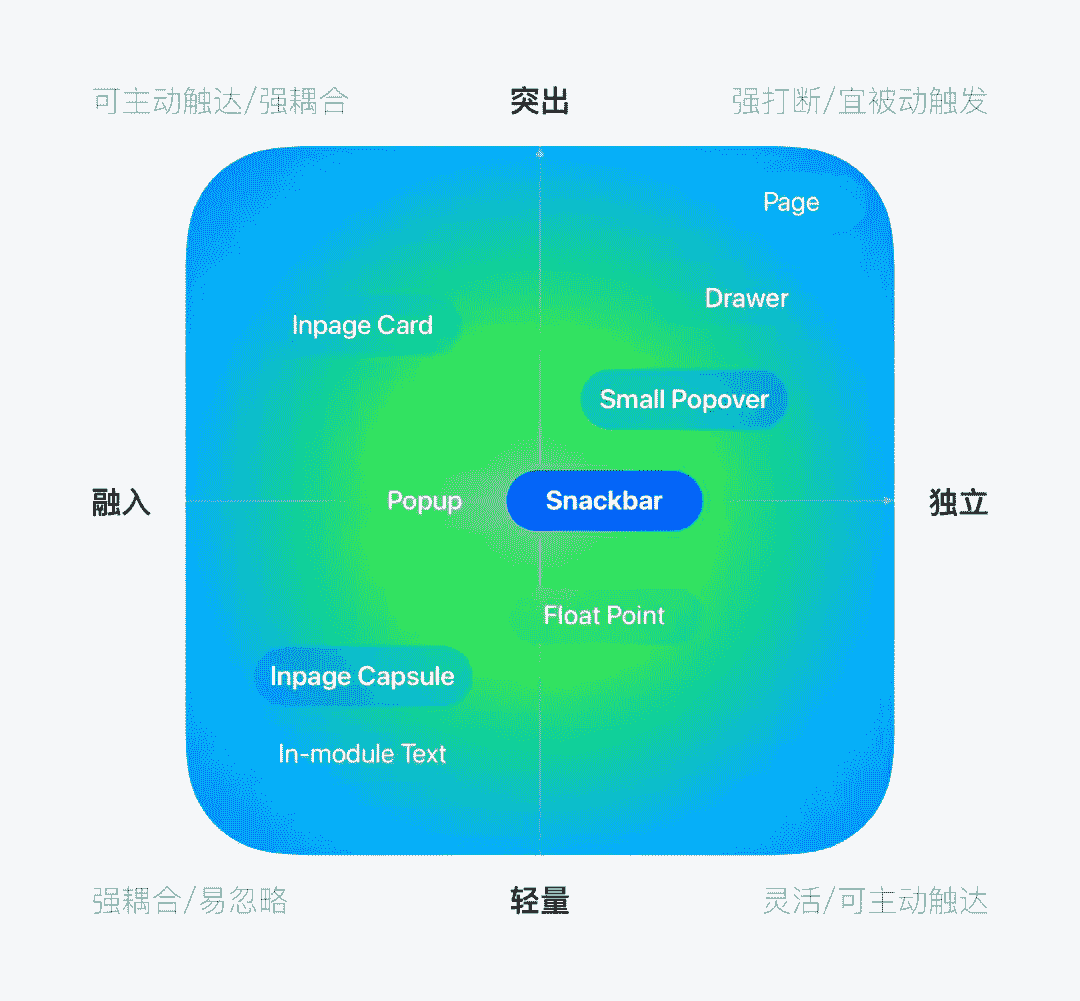 可主动触达/强耦合
突出
强打断/宜被动触发
Page
Drawer
Inpage Card
Small Popover
融入
Popup
Snackbar
独立
Float Point
Inpage Capsule
In-module Text
强耦合/易忽略
轻量
灵活/可主动触达